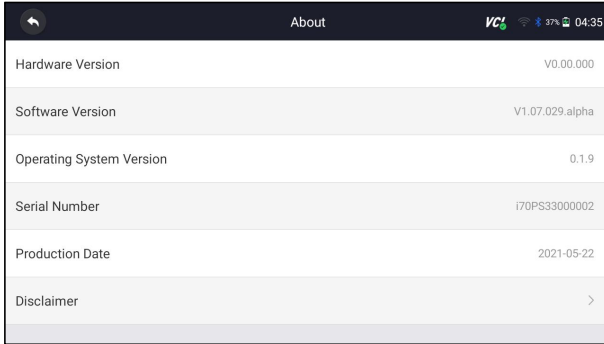 About
VCI 37% 04:35
Hardware Version V0.00.000
Software Version V1.07.029.alpha
Operating System Version 0.1.9
Serial Number i70PS33000002
Production Date 2021-05-22
Disclaimer